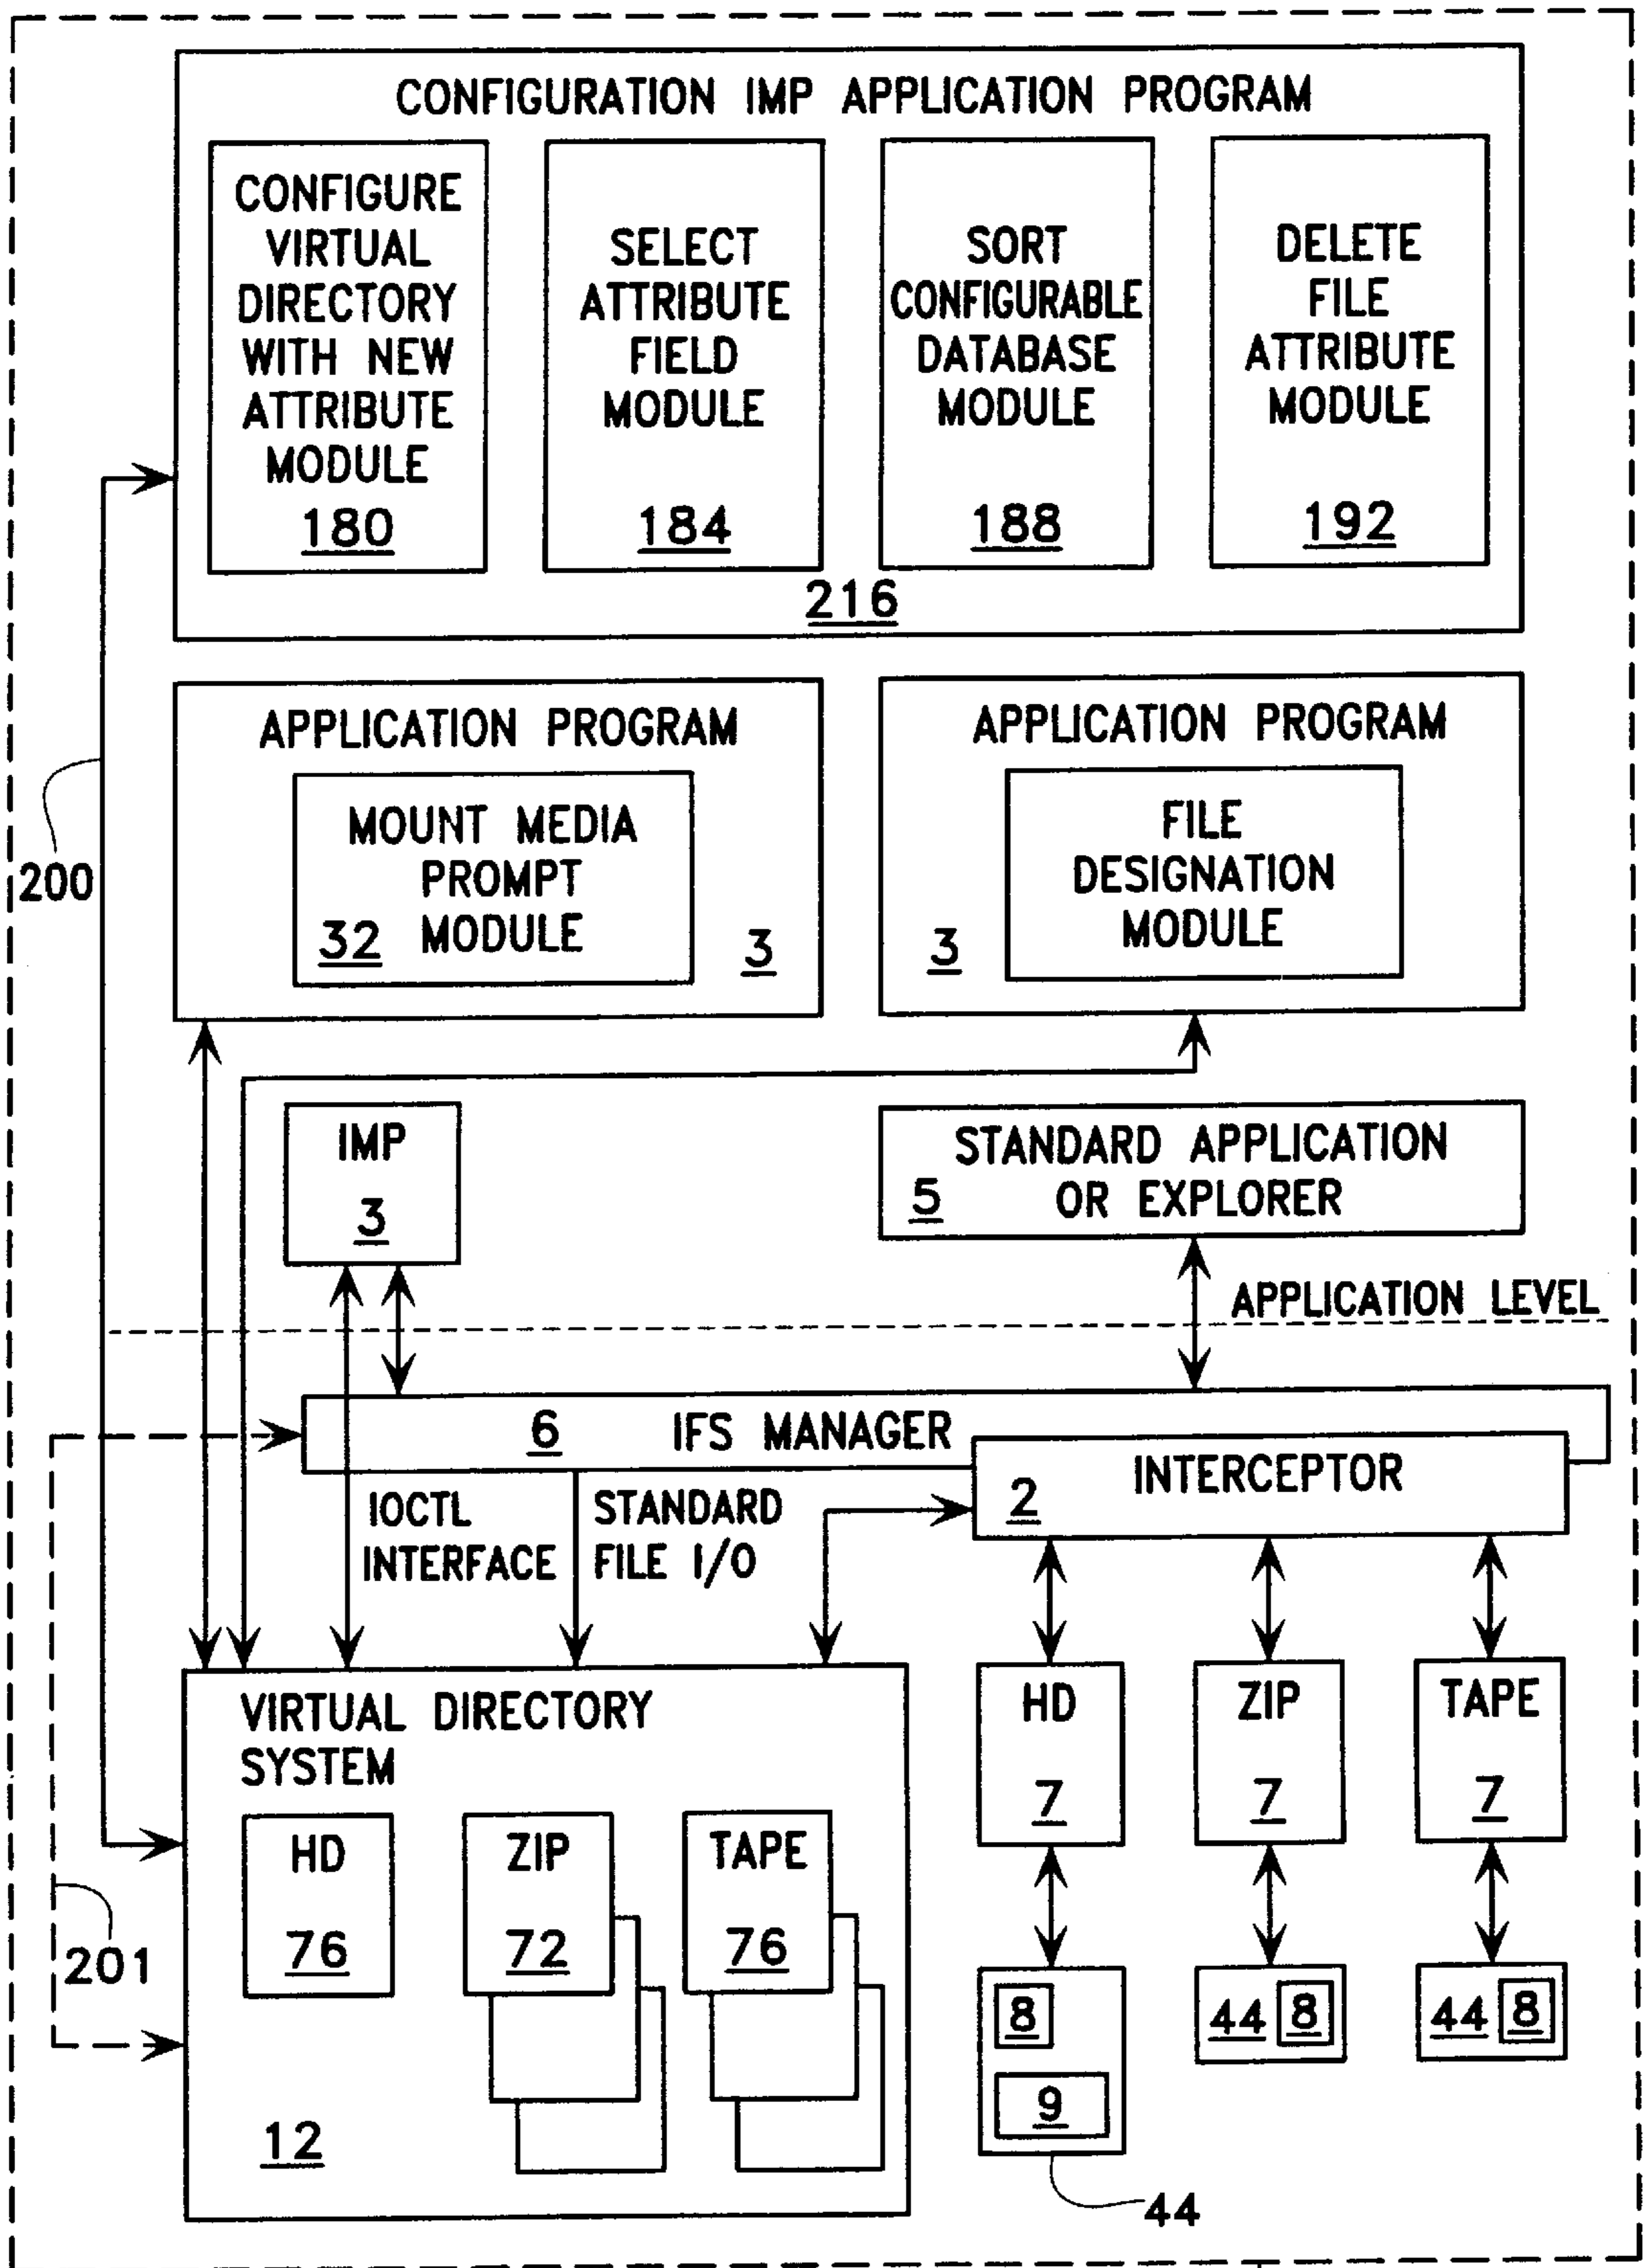 CONFIGURATION IMP APPLICATION PROGRAM
CONFIGURE
VIRTUAL
DIRECTORY
WITH NEW
ATTRIBUTE
MODULE
180
SELECT
ATTRIBUTE
FIELD
MODULE
184
SORT
CONFIGURABLE
DATABASE
MODULE
188
DELETE
FILE
ATTRIBUTE
MODULE
192
216
APPLICATION PROGRAM
MOUNT MEDIA
PROMPT
MODULE
32
3
APPLICATION PROGRAM
FILE
DESIGNATION
MODULE
3
200
IMP
3
STANDARD APPLICATION
OR EXPLORER
5
APPLICATION LEVEL
6 IFS MANAGER
INTERCEPTOR
2
IOCTL
INTERFACE
STANDARD
FILE I/O
VIRTUAL DIRECTORY
SYSTEM
HD
76
ZIP
72
TAPE
76
12
201
HD
7
ZIP
7
TAPE
7
8
9
44 8
44 8
44